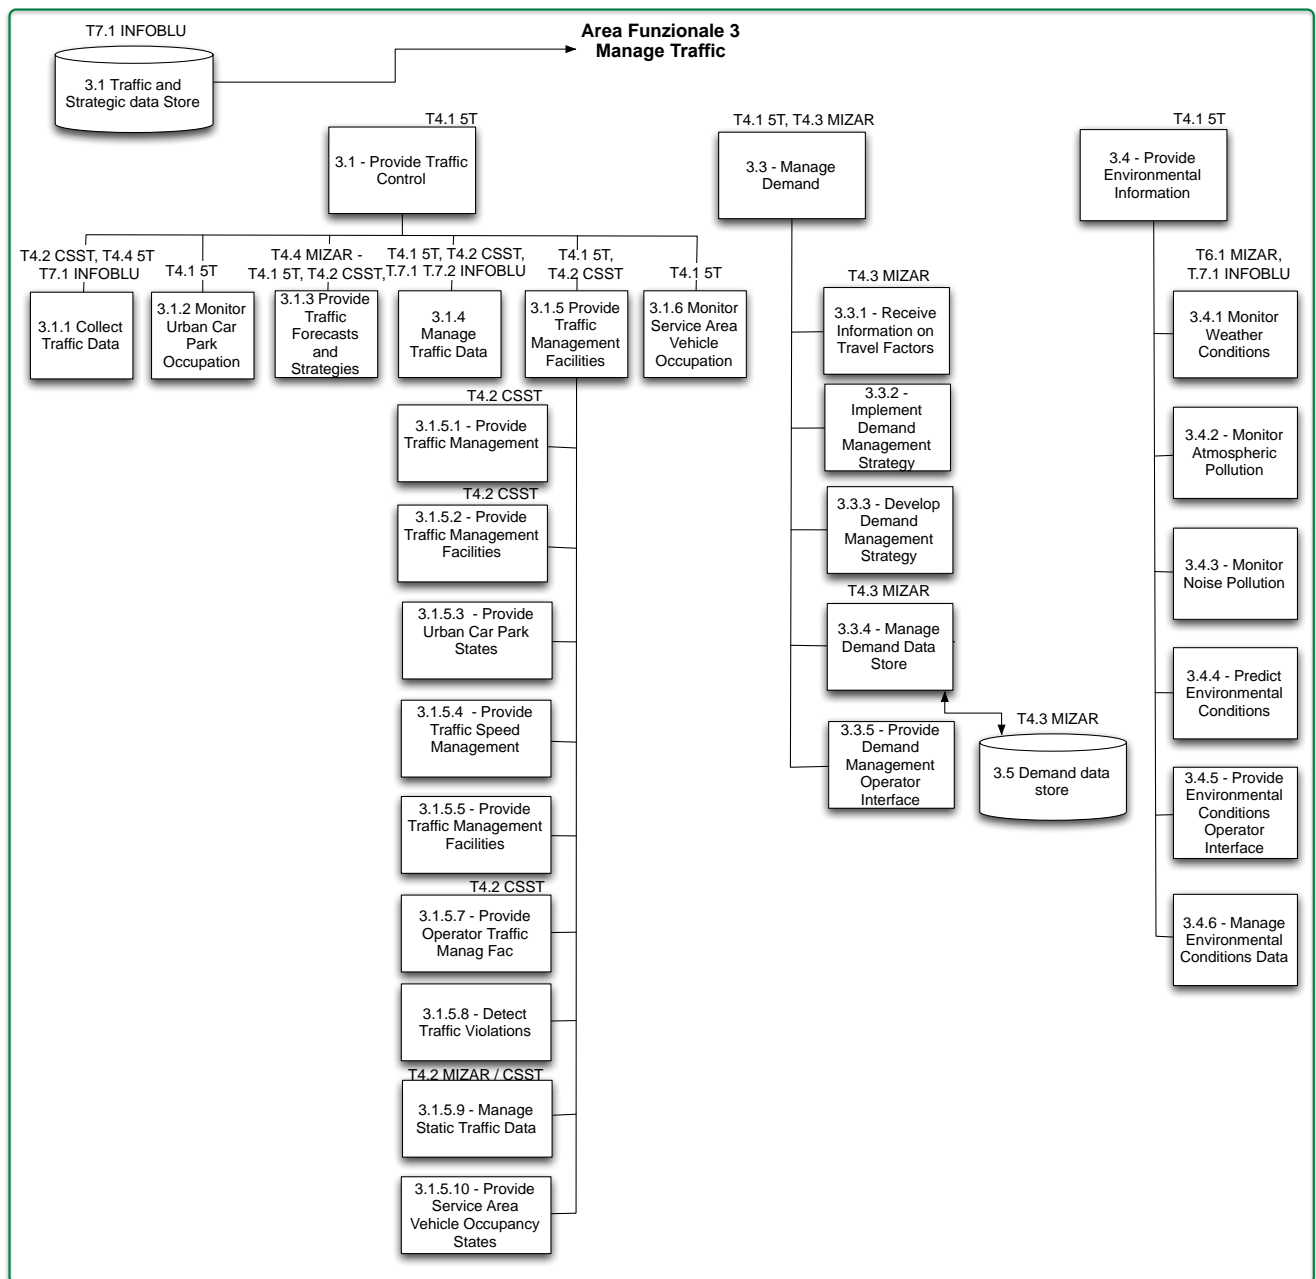 T7.1 INFOBLU
Area Funzionale 3
Manage Traffic
3.1 Traffic and
Strategic data Store
T4.1 5T
3.1 - Provide Traffic
Control
T4.1 5T, T4.3 MIZAR
3.3 - Manage
Demand
T4.1 5T
3.4 - Provide
Environmental
Information
T4.2 CSST, T4.4 5T
T7.1 INFOBLU
3.1.1 Collect
Traffic Data
T4.1 5T
3.1.2 Monitor
Urban Car
Park
Occupation
T4.4 MIZAR -
T4.1 5T, T4.2 CSST,
3.1.3 Provide
Traffic
Forecasts
and
Strategies
T4.1 5T, T4.2 CSST,
T.7.1 T.7.2 INFOBLU
3.1.4
Manage
Traffic Data
T4.1 5T,
T4.2 CSST
3.1.5 Provide
Traffic
Management
Facilities
T4.1 5T
3.1.6 Monitor
Service Area
Vehicle
Occupation
T4.2 CSST
3.1.5.1 - Provide
Traffic Management
T4.2 CSST
3.1.5.2 - Provide
Traffic Management
Facilities
3.1.5.3 - Provide
Urban Car Park
States
3.1.5.4 - Provide
Traffic Speed
Management
3.1.5.5 - Provide
Traffic Management
Facilities
T4.2 CSST
3.1.5.7 - Provide
Operator Traffic
Manag Fac
3.1.5.8 - Detect
Traffic Violations
T4.2 MIZAR / CSST
3.1.5.9 - Manage
Static Traffic Data
3.1.5.10 - Provide
Service Area
Vehicle Occupancy
States
T4.3 MIZAR
3.3.1 - Receive
Information on
Travel Factors
3.3.2 -
Implement
Demand
Management
Strategy
3.3.3 - Develop
Demand
Management
Strategy
T4.3 MIZAR
3.3.4 - Manage
Demand Data
Store
3.3.5 - Provide
Demand
Management
Operator
Interface
T4.3 MIZAR
3.5 Demand data
store
T6.1 MIZAR,
T.7.1 INFOBLU
3.4.1 Monitor
Weather
Conditions
3.4.2 - Monitor
Atmospheric
Pollution
3.4.3 - Monitor
Noise Pollution
3.4.4 - Predict
Environmental
Conditions
3.4.5 - Provide
Environmental
Conditions
Operator
Interface
3.4.6 - Manage
Environmental
Conditions Data